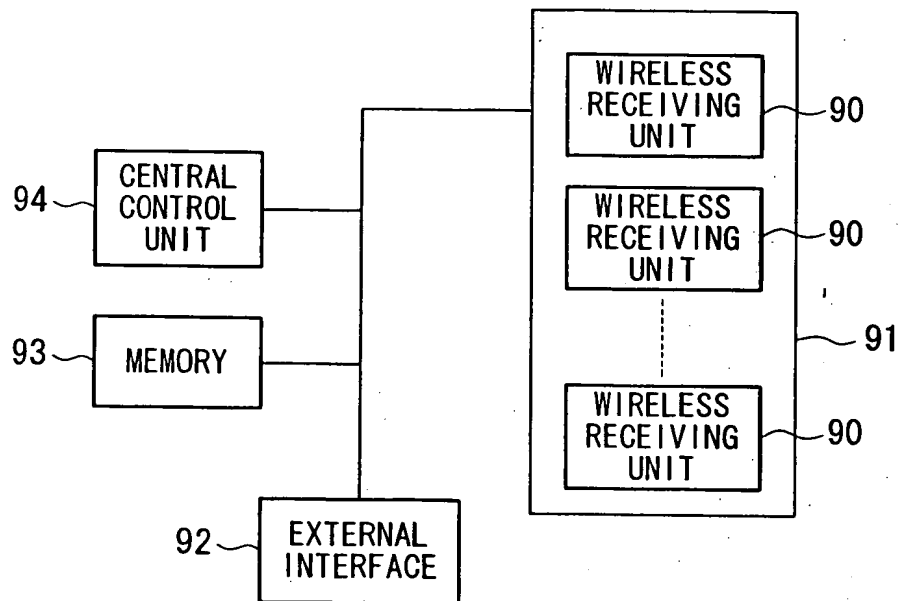 WIRELESS
RECEIVING
UNIT
90
CENTRAL
CONTROL
UNIT
94
WIRELESS
RECEIVING
UNIT
90
MEMORY
93
91
WIRELESS
RECEIVING
UNIT
90
EXTERNAL
INTERFACE
92